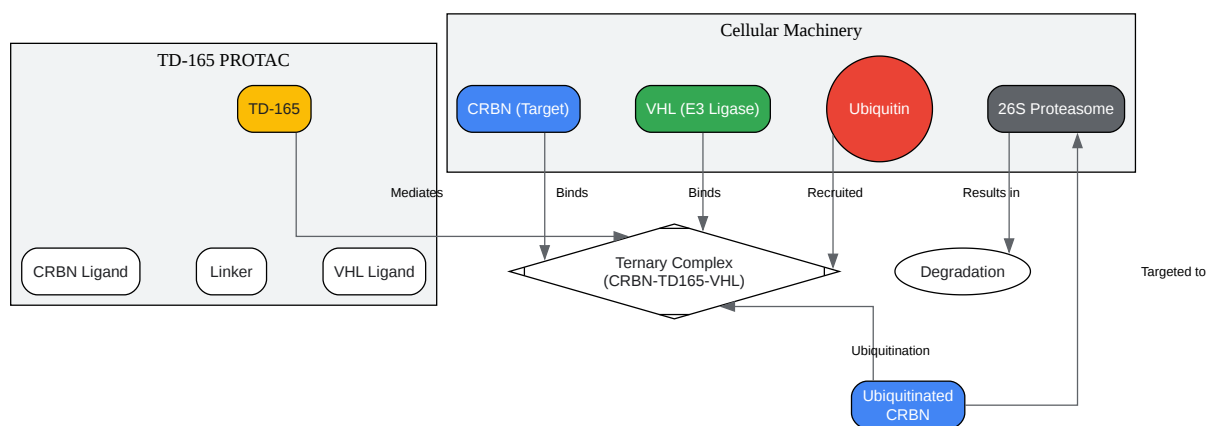 Cellular Machinery
TD-165 PROTAC
TD-165
CRBN (Target)
VHL (E3 Ligase)
Ubiquitin
26S Proteasome
Mediates
Binds
Binds
Recruited
Results in
CRBN Ligand
Linker
VHL Ligand
Ternary Complex
(CRBN-TD165-VHL)
Degradation
Targeted to
Ubiquitination
Ubiquitinated
CRBN